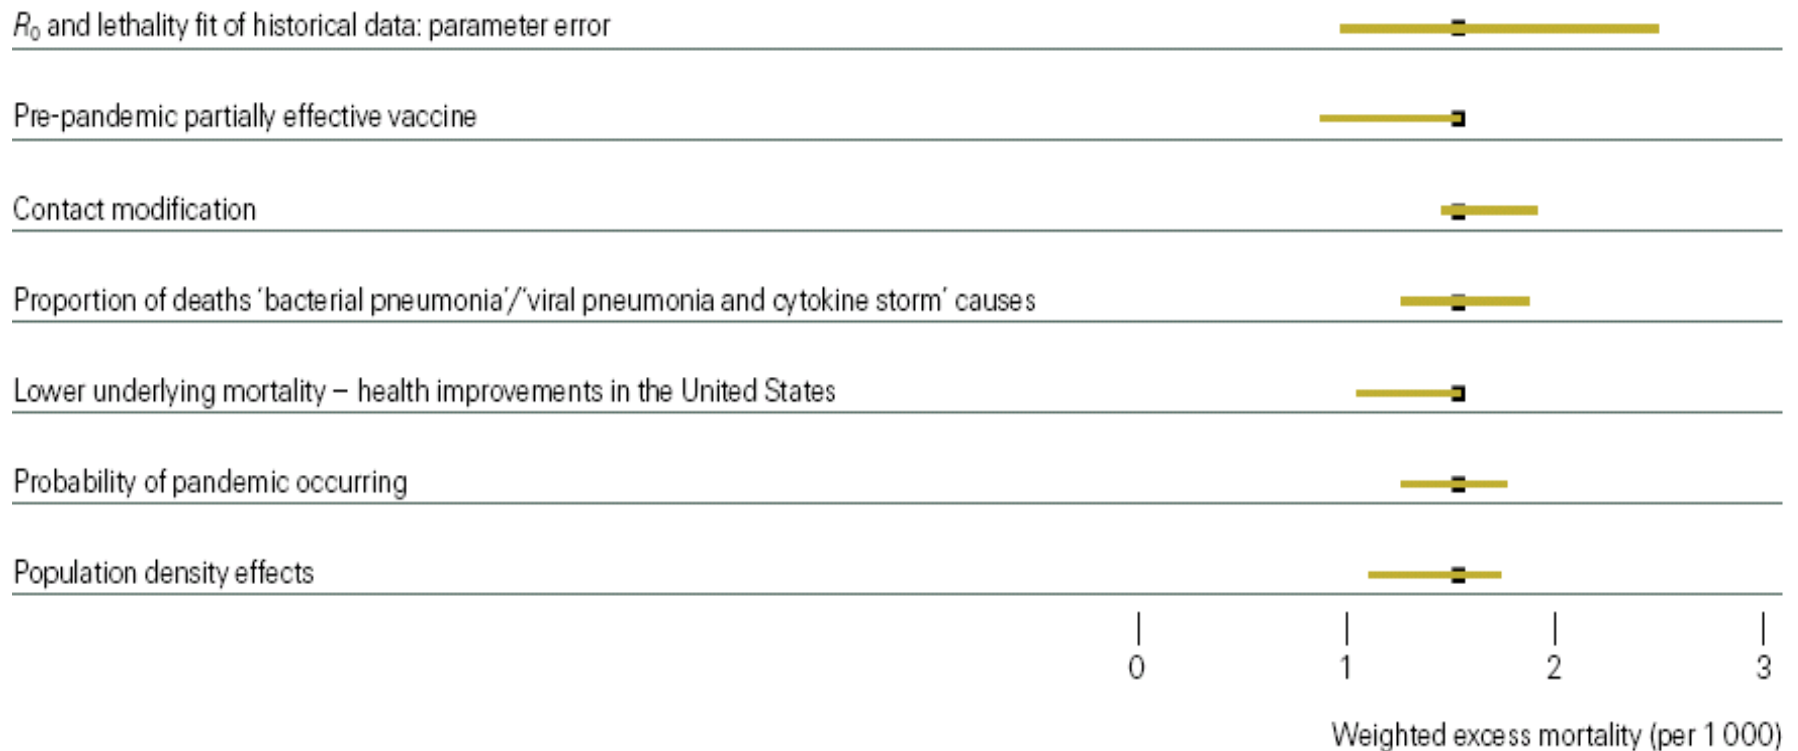 R₀ and lethality fit of historical data: parameter error
Pre-pandemic partially effective vaccine
Contact modification
Proportion of deaths ‘bacterial pneumonia’/‘viral pneumonia and cytokine storm’ causes
Lower underlying mortality – health improvements in the United States
Probability of pandemic occurring
Population density effects
0 1 2 3
Weighted excess mortality (per 1 000)